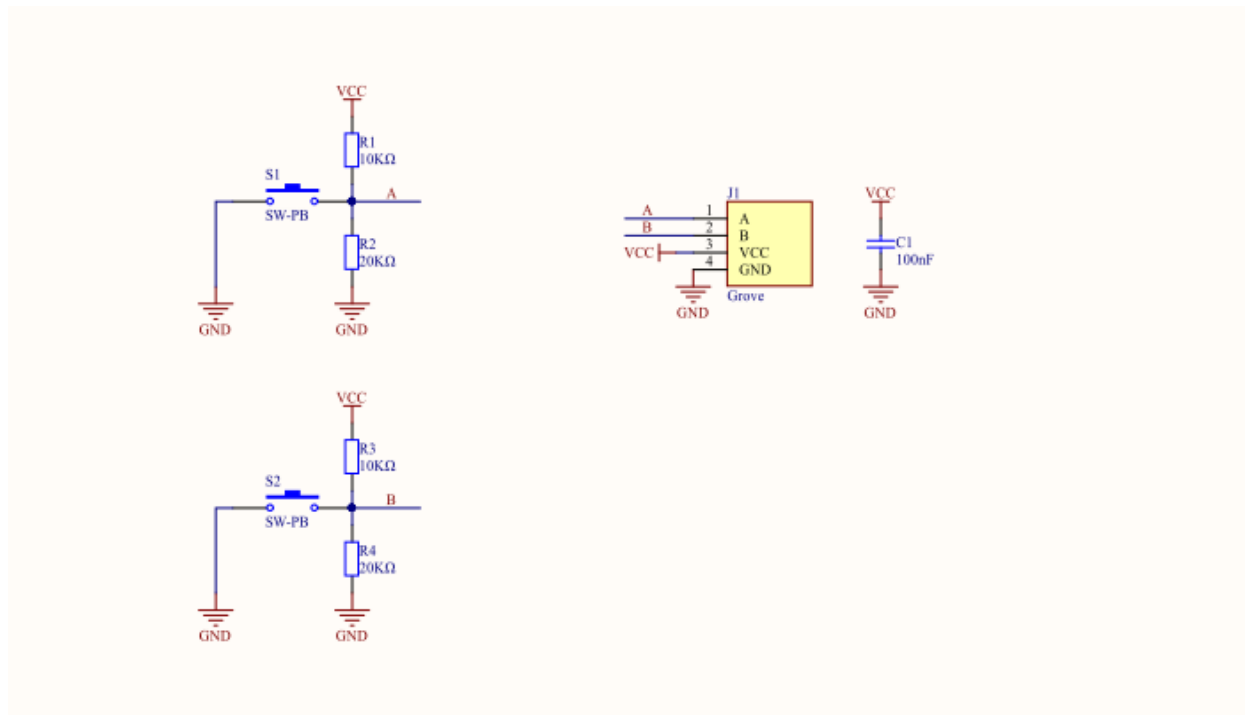 VCC
R1
10KΩ
S1
A
SW-PB
R2
20KΩ
GND
GND
J1
A
1
A
B
2
B
VCC
3
VCC
4
GND
Grove
GND
VCC
C1
100nF
GND
VCC
R3
10KΩ
S2
B
SW-PB
R4
20KΩ
GND
GND